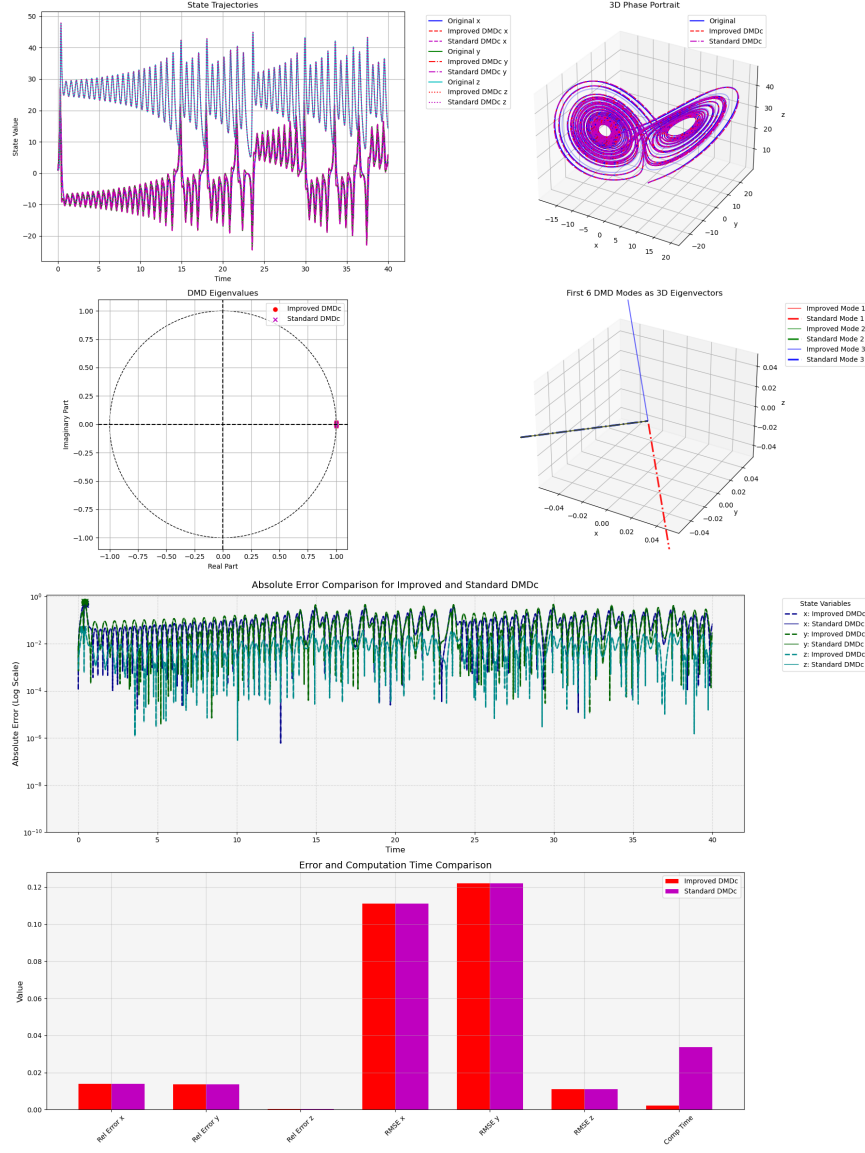 State Trajectories
50
40
30
20
10
0
−10
−20
State Value
0
5
10
15
20
25
30
35
40
Time
Original x
Improved DMDc x
Standard DMDc x
Original y
Improved DMDc y
Standard DMDc y
Original z
Improved DMDc z
Standard DMDc z
3D Phase Portrait
Original
Improved DMDc
Standard DMDc
40
30
20
10
z
−15
−10
−5
0
5
10
15
20
x
−20
−10
0
10
20
y
DMD Eigenvalues
Improved DMDc
Standard DMDc
1.00
0.75
0.50
0.25
0.00
−0.25
−0.50
−0.75
−1.00
Imaginary Part
−1.00
−0.75
−0.50
−0.25
0.00
0.25
0.50
0.75
1.00
Real Part
First 6 DMD Modes as 3D Eigenvectors
Improved Mode 1
Standard Mode 1
Improved Mode 2
Standard Mode 2
Improved Mode 3
Standard Mode 3
0.04
0.02
0.00
−0.02
−0.04
z
−0.04
−0.02
0.00
0.02
0.04
x
−0.04
−0.02
0.00
0.02
0.04
y
Absolute Error Comparison for Improved and Standard DMDc
10⁰
10⁻²
10⁻⁴
10⁻⁶
10⁻⁸
10⁻¹⁰
Absolute Error (Log Scale)
0
5
10
15
20
25
30
35
40
Time
State Variables
x: Improved DMDc
x: Standard DMDc
y: Improved DMDc
y: Standard DMDc
z: Improved DMDc
z: Standard DMDc
Error and Computation Time Comparison
Improved DMDc
Standard DMDc
0.12
0.10
0.08
0.06
0.04
0.02
0.00
Value
Rel Error x
Rel Error y
Rel Error z
RMSE x
RMSE y
RMSE z
Comp Time